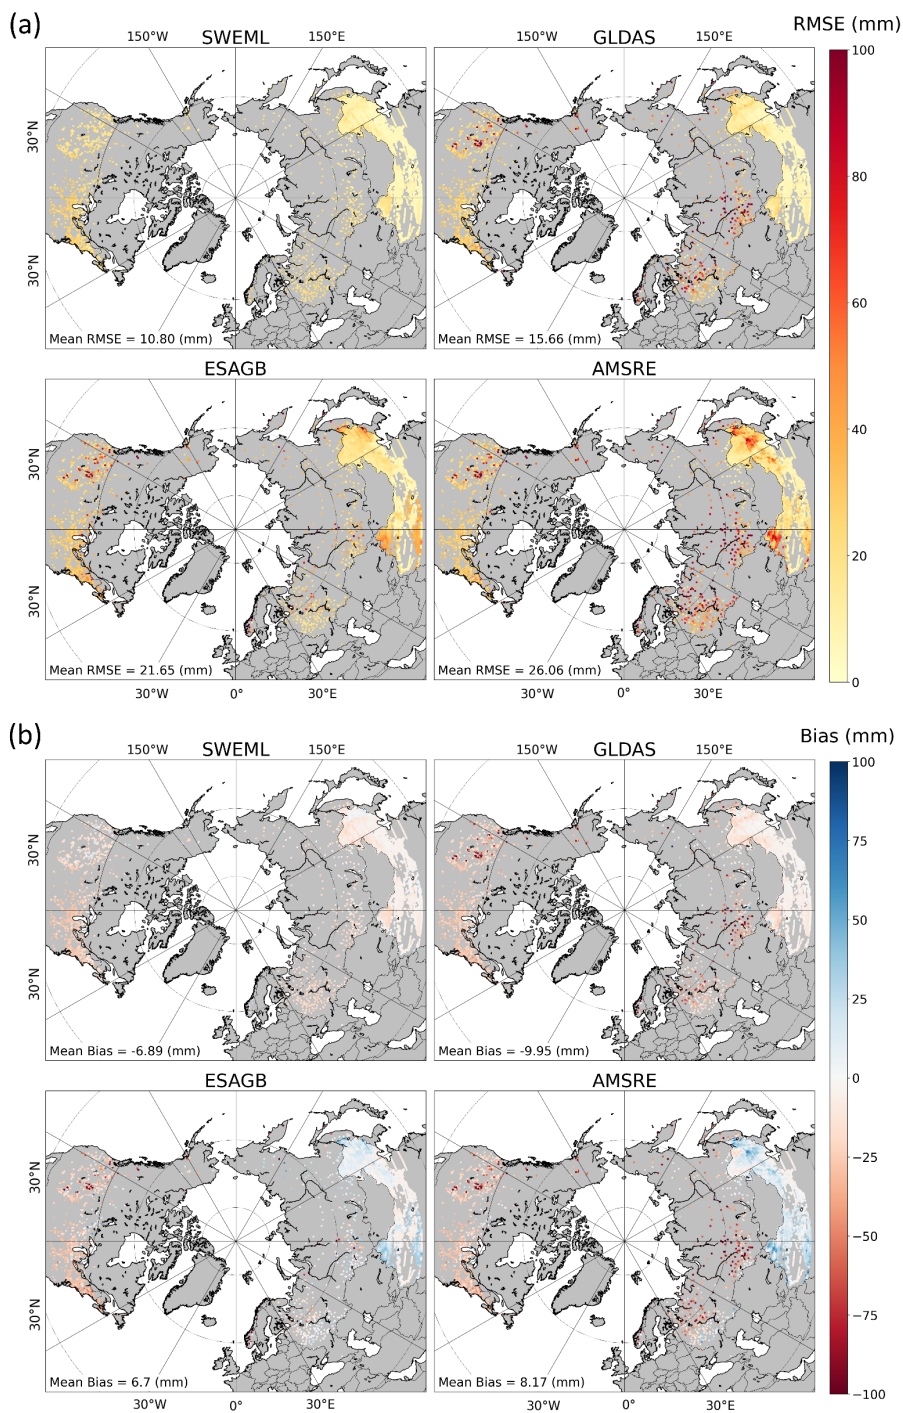 (a)
RMSE (mm)
150°W SWEML 150°E GLDAS 150°E
100
30°N
80
30°N
60
Mean RMSE = 10.80 (mm) Mean RMSE = 15.66 (mm)
ESAGB AMSRE
40
30°N
20
30°N
Mean RMSE = 21.65 (mm) Mean RMSE = 26.06 (mm)
0
30°W 0° 30°E 30°W 0° 30°E
(b)
Bias (mm)
150°W SWEML 150°E 150°W GLDAS 150°E
100
75
30°N
50
30°N
25
Mean Bias = -6.89 (mm) Mean Bias = -9.95 (mm)
0
ESAGB AMSRE
−25
30°N
−50
30°N
−75
Mean Bias = 6.7 (mm) Mean Bias = 8.17 (mm)
−100
30°W 0° 30°E 30°W 0° 30°E